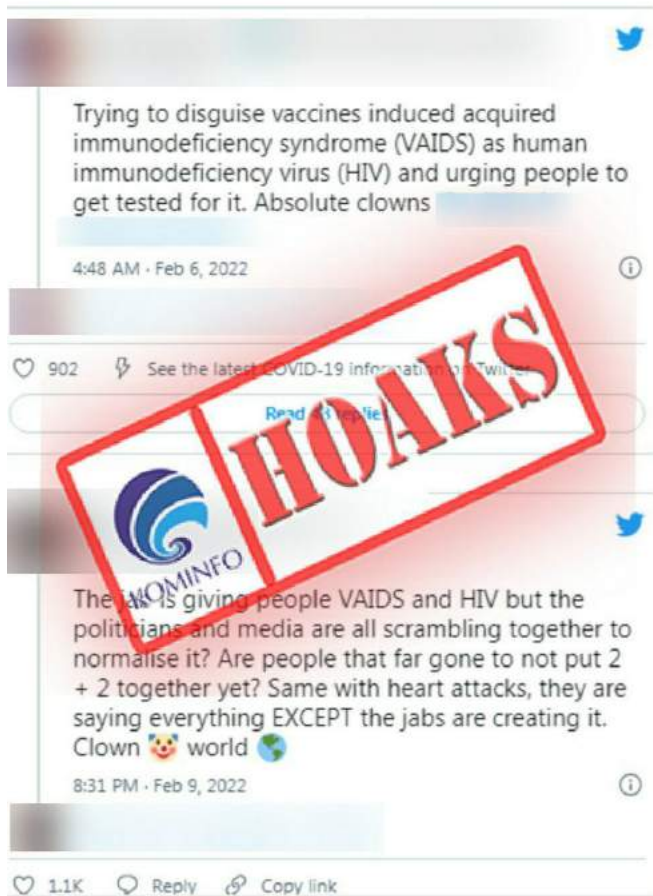 Trying to disguise vaccines induced acquired
immunodeficiency syndrome (VAIDS) as human
immunodeficiency virus (HIV) and urging people to
get tested for it. Absolute clowns
4:48 AM · Feb 6, 2022
902 See the latest COVID-19 information on Twitter
Read 43 replies
HOAKS
KOMINFO
The jab is giving people VAIDS and HIV but the
politicians and media are all scrambling together to
normalise it? Are people that far gone to not put 2
+ 2 together yet? Same with heart attacks, they are
saying everything EXCEPT the jabs are creating it.
Clown 🤡 world 🌎
8:31 PM · Feb 9, 2022
1.1K Reply Copy link